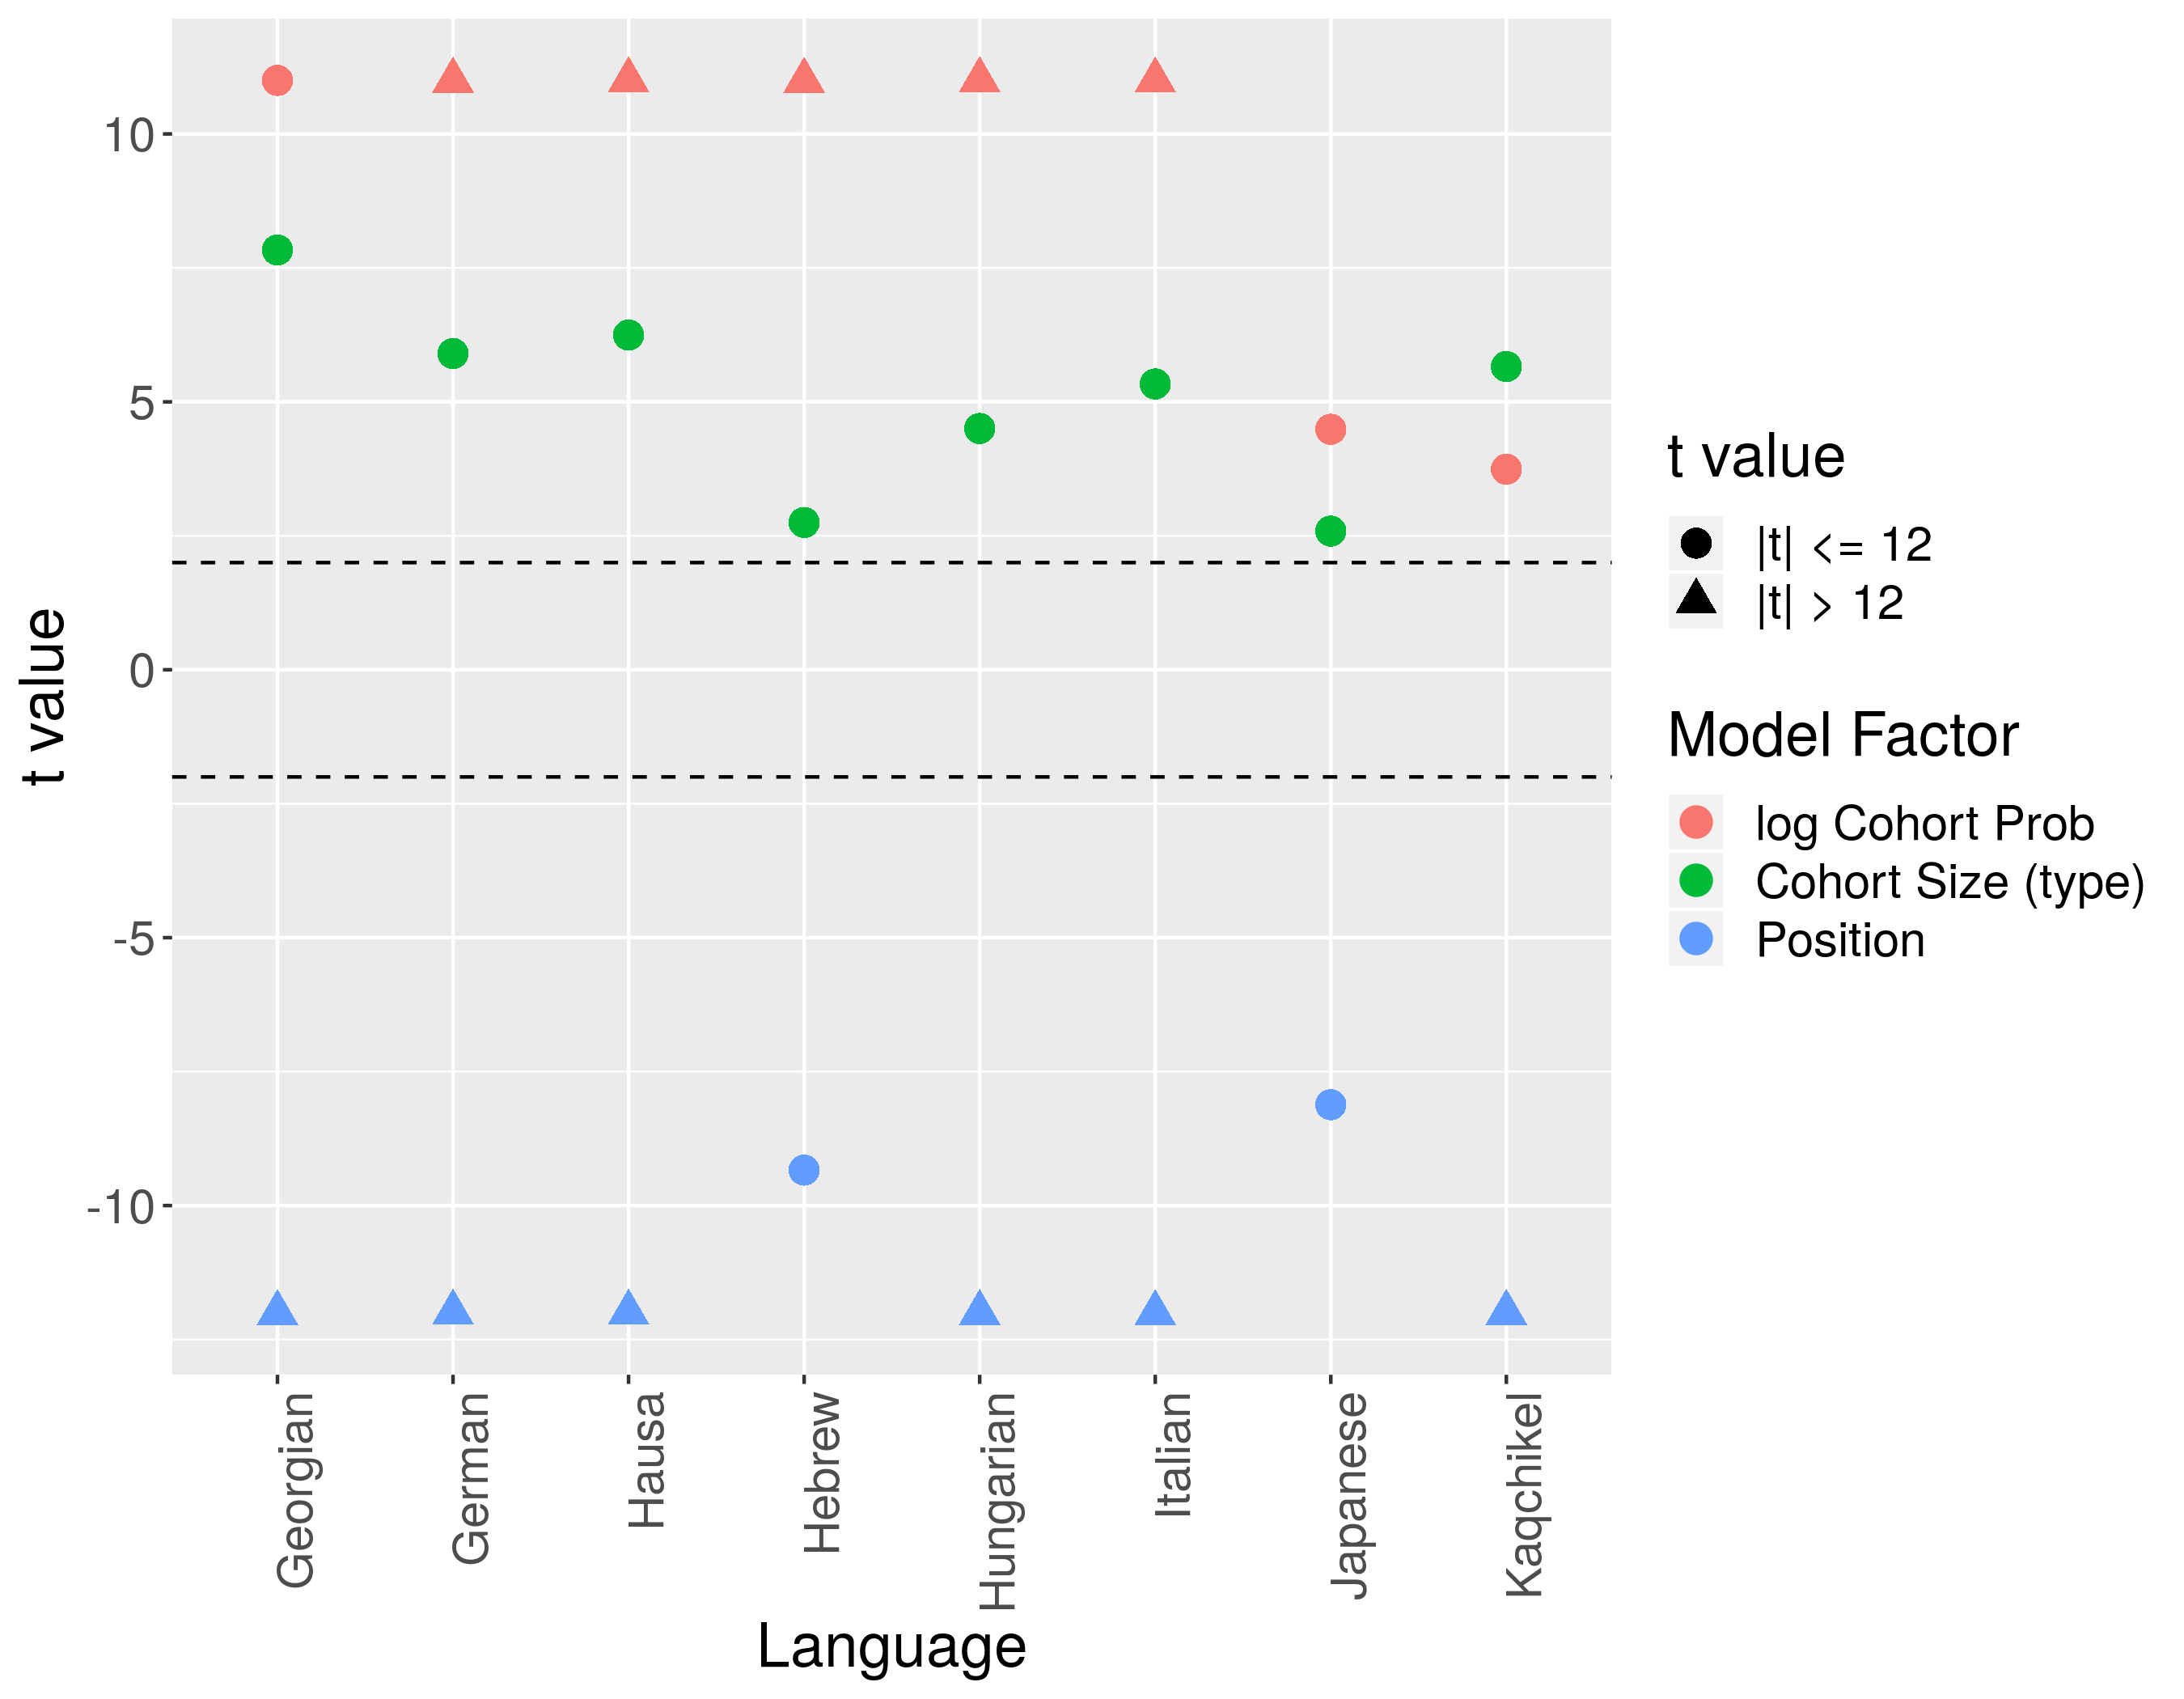 10
5
0
-5
-10
t value
Georgian
German
Hausa
Hebrew
Hungarian
Italian
Japanese
Kaqchikel
Language
t value
|t| <= 12
|t| > 12
Model Factor
log Cohort Prob
Cohort Size (type)
Position